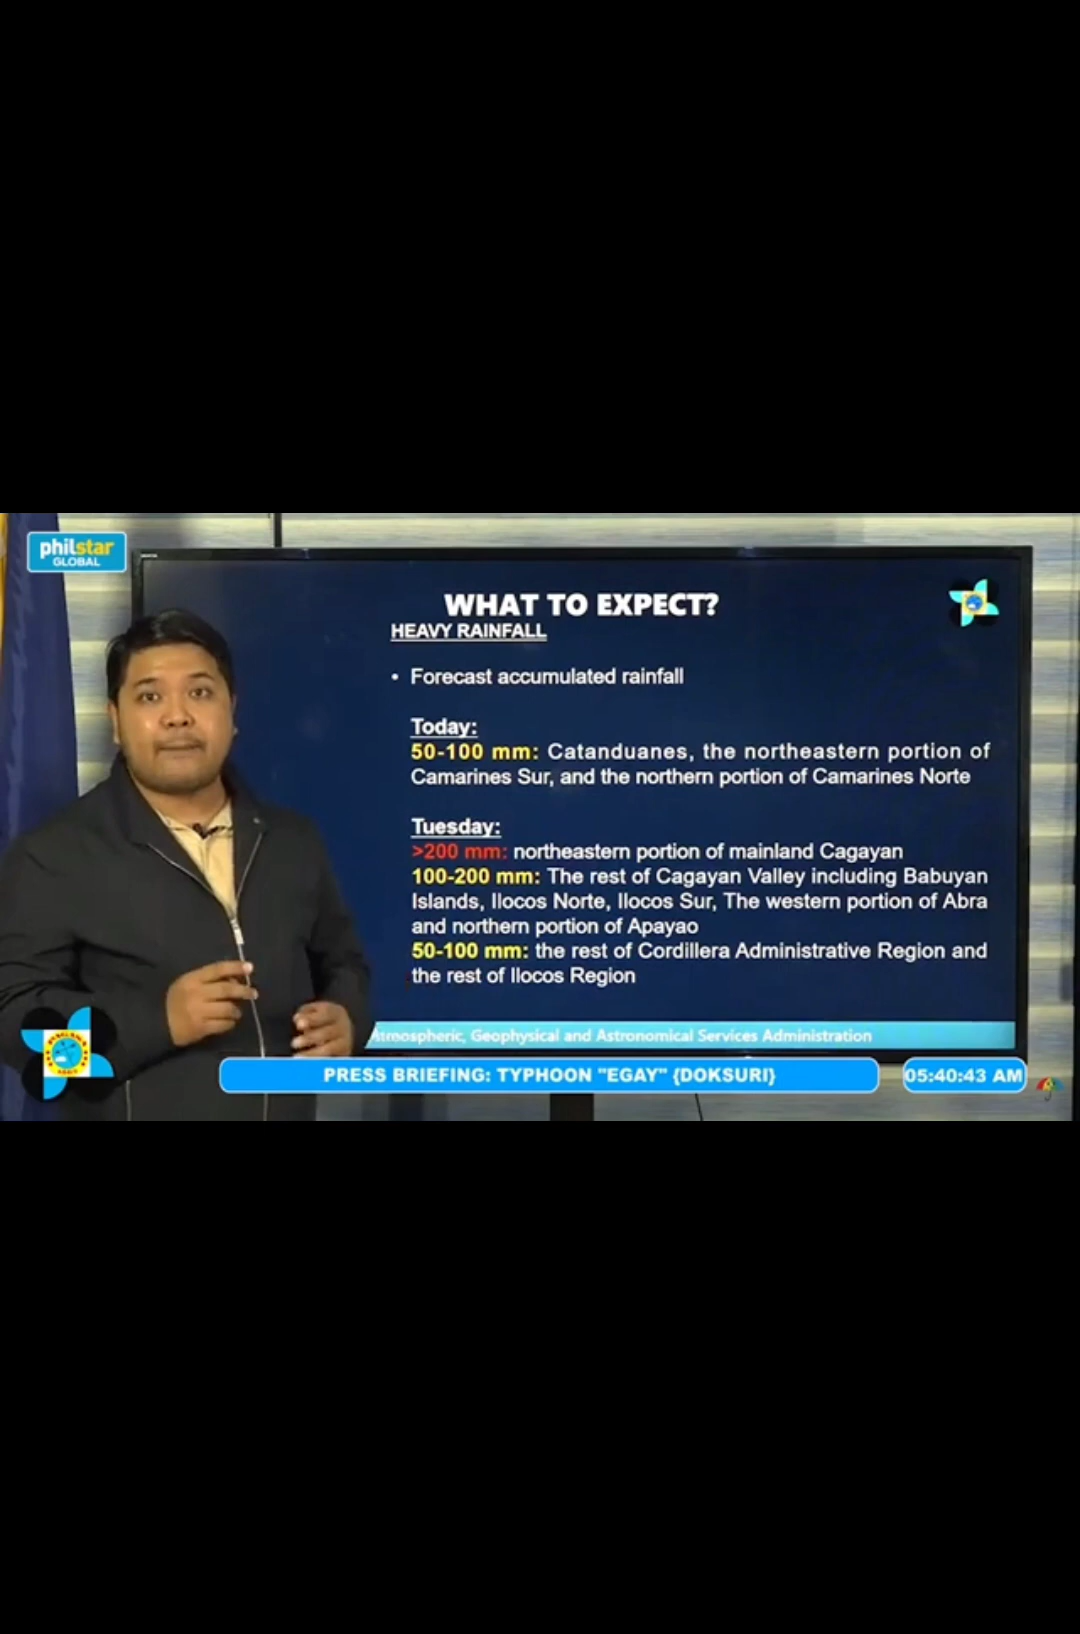 philstar
GLOBAL
WHAT TO EXPECT?
HEAVY RAINFALL
• Forecast accumulated rainfall
Today:
50-100 mm: Catanduanes, the northeastern portion of
Camarines Sur, and the northern portion of Camarines Norte
Tuesday:
>200 mm: northeastern portion of mainland Cagayan
100-200 mm: The rest of Cagayan Valley including Babuyan
Islands, Ilocos Norte, Ilocos Sur, The western portion of Abra
and northern portion of Apayao
50-100 mm: the rest of Cordillera Administrative Region and
the rest of Ilocos Region
Atmospheric, Geophysical and Astronomical Services Administration
PRESS BRIEFING: TYPHOON "EGAY" {DOKSURI}
05:40:43 AM